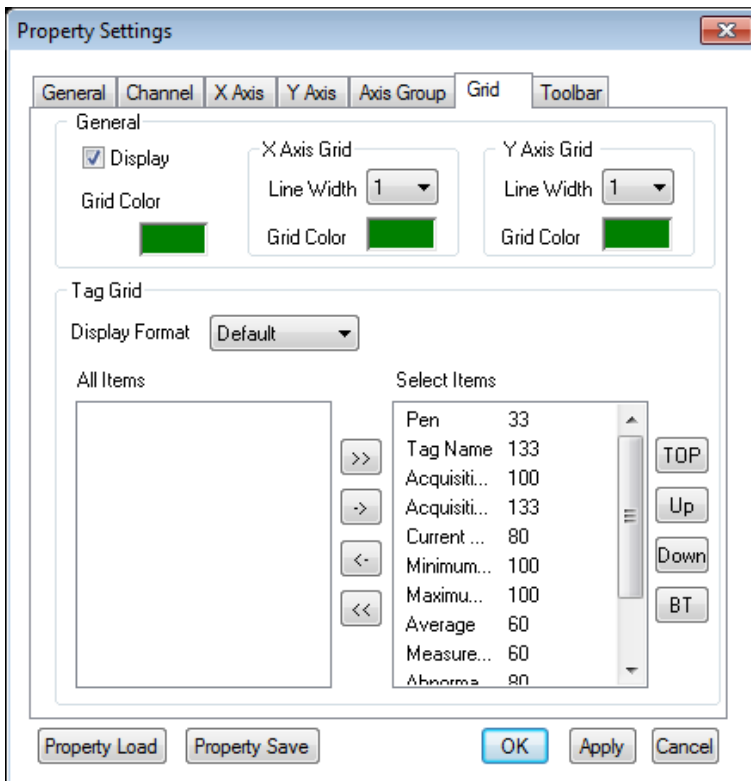 Property Settings
General Channel X Axis Y Axis Axis Group Grid Toolbar
General
Display
Grid Color
X Axis Grid
Line Width 1
Grid Color
Y Axis Grid
Line Width 1
Grid Color
Tag Grid
Display Format Default
All Items
>>
->
<-
<<
Select Items
Pen 33
Tag Name 133
Acquisiti... 100
Acquisiti... 133
Current ... 80
Minimum... 100
Maximu... 100
Average 60
Measure... 60
Abnorma... 80
TOP
Up
Down
BT
Property Load Property Save OK Apply Cancel